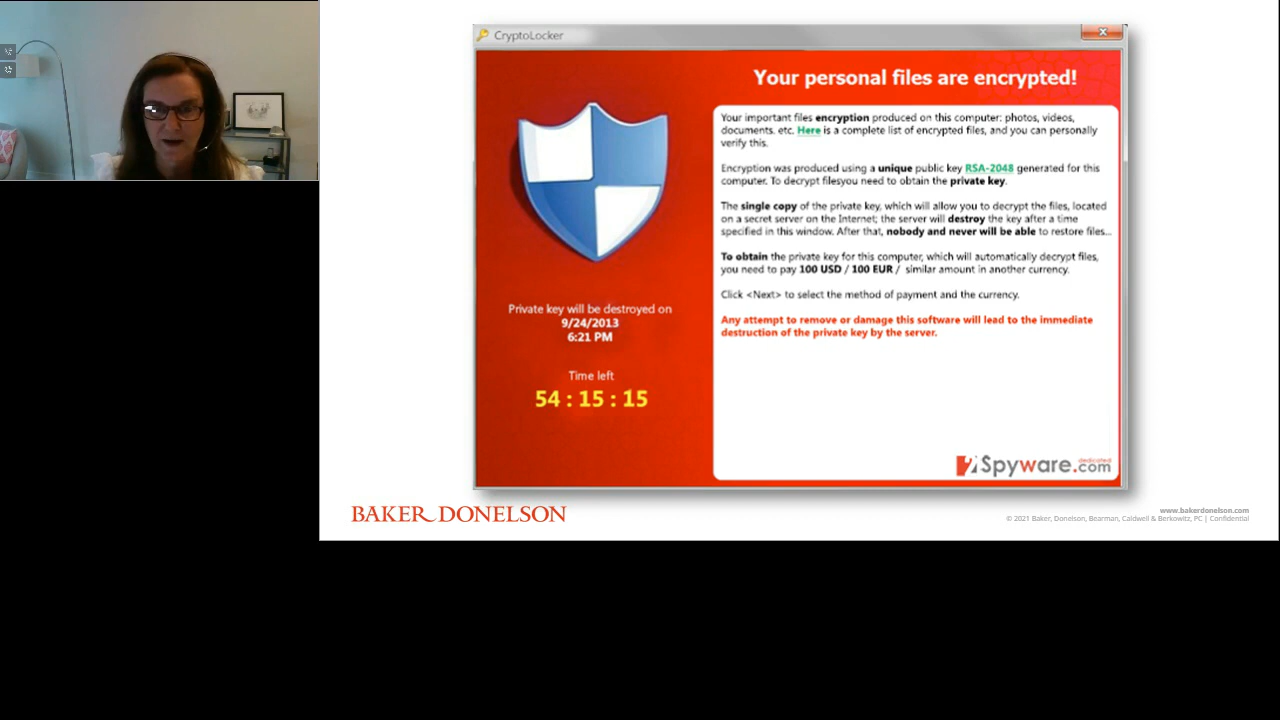 CryptoLocker
Your personal files are encrypted!
Your important files encryption produced on this computer: photos, videos,
documents. etc. Here is a complete list of encrypted files, and you can personally
verify this.
Encryption was produced using a unique public key RSA-2048 generated for this
computer. To decrypt filesyou need to obtain the private key.
The single copy of the private key, which will allow you to decrypt the files, located
on a secret server on the Internet; the server will destroy the key after a time
specified in this window. After that, nobody and never will be able to restore files...
To obtain the private key for this computer, which will automatically decrypt files,
you need to pay 100 USD / 100 EUR / similar amount in another currency.
Click <Next> to select the method of payment and the currency.
Any attempt to remove or damage this software will lead to the immediate
destruction of the private key by the server.
Private key will be destroyed on
9/24/2013
6:21 PM
Time left
54 : 15 : 15
dedicated
2Spyware.com
BAKER DONELSON
www.bakerdonelson.com
© 2021 Baker, Donelson, Bearman, Caldwell & Berkowitz, PC | Confidential